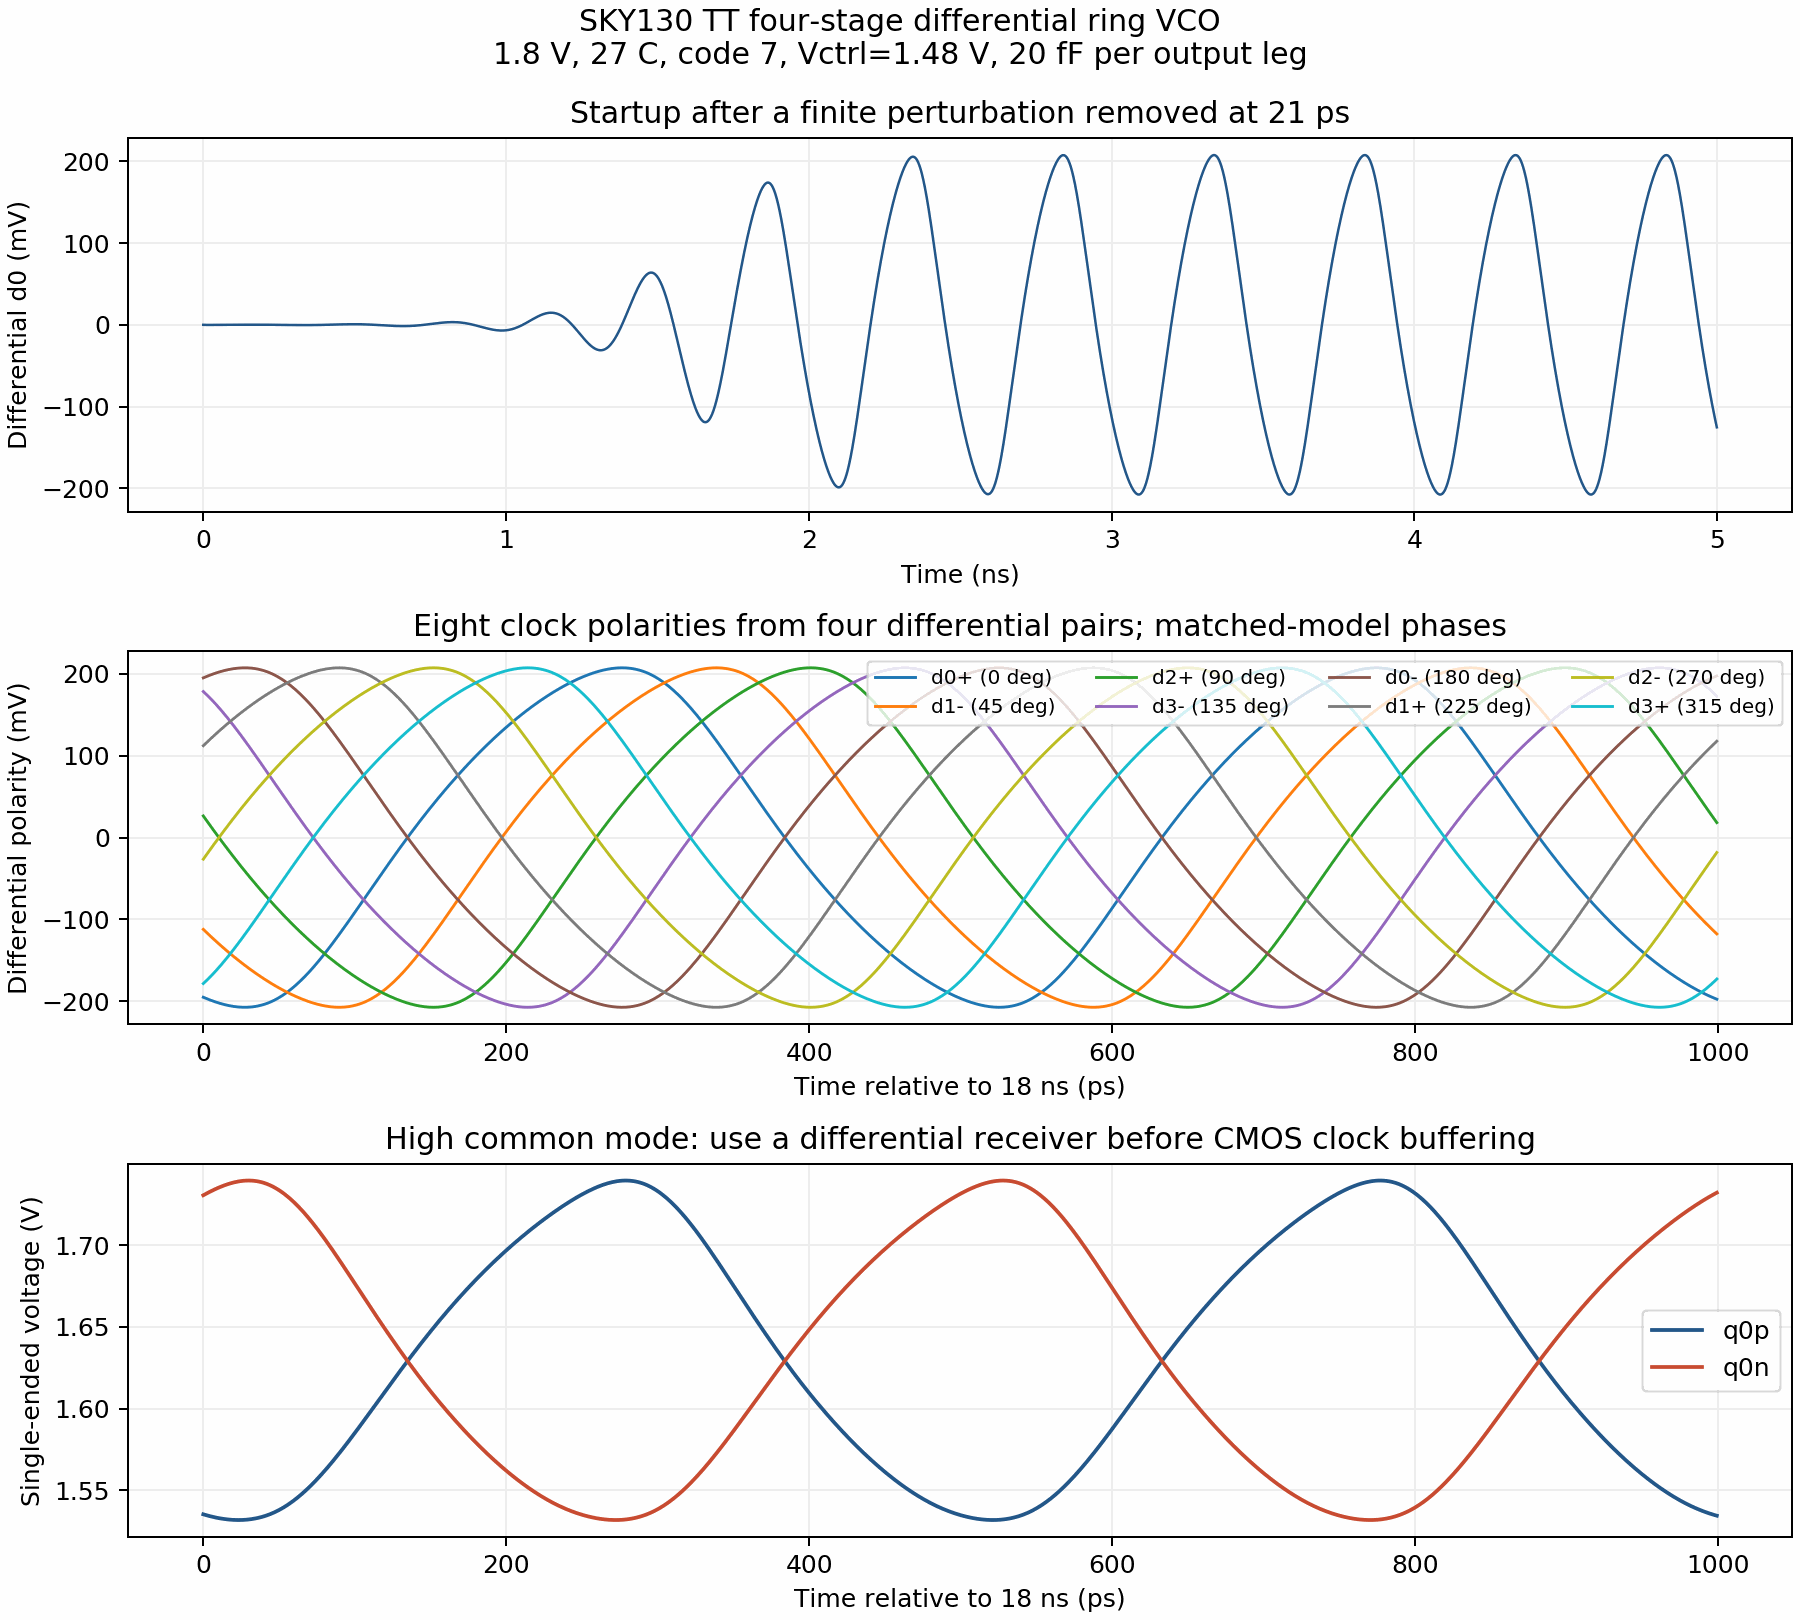 SKY130 TT four-stage differential ring VCO
1.8 V, 27 C, code 7, Vctrl=1.48 V, 20 fF per output leg
Startup after a finite perturbation removed at 21 ps
Differential d0 (mV)
200
100
0
−100
−200
0 1 2 3 4 5
Time (ns)
Eight clock polarities from four differential pairs; matched-model phases
Differential polarity (mV)
200
100
0
−100
−200
d0+ (0 deg) d2+ (90 deg) d0- (180 deg) d2- (270 deg)
d1- (45 deg) d3- (135 deg) d1+ (225 deg) d3+ (315 deg)
0 200 400 600 800 1000
Time relative to 18 ns (ps)
High common mode: use a differential receiver before CMOS clock buffering
Single-ended voltage (V)
1.70
1.65
1.60
1.55
q0p
q0n
0 200 400 600 800 1000
Time relative to 18 ns (ps)